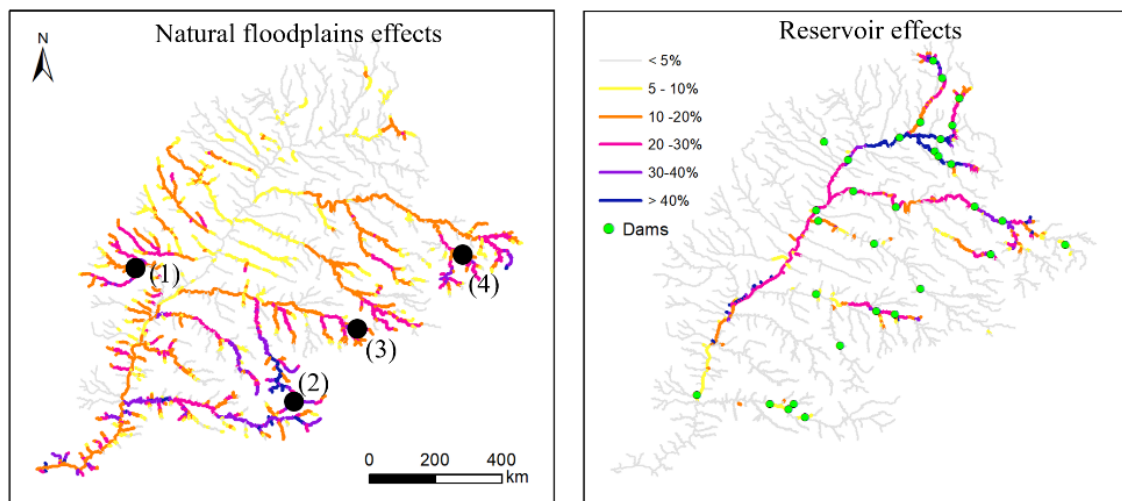 Natural floodplains effects
N
(1)
(4)
(3)
(2)
0 200 400
km
Reservoir effects
< 5%
5 - 10%
10 -20%
20 -30%
30-40%
> 40%
Dams